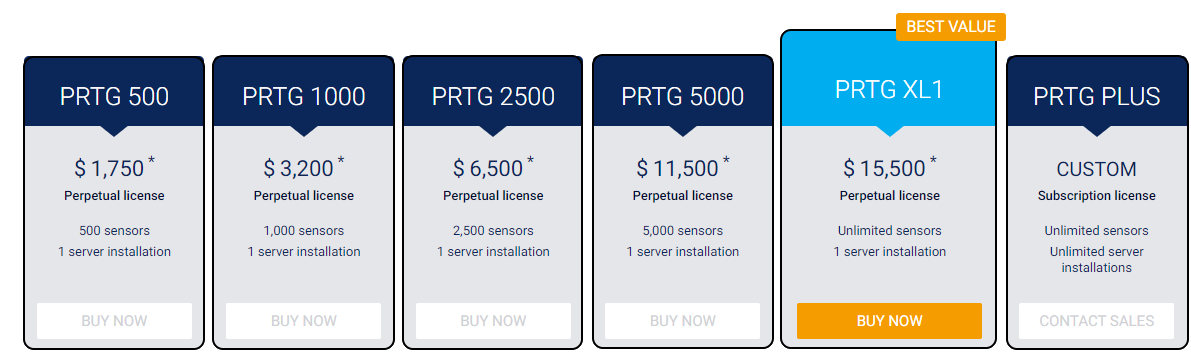 BEST VALUE
PRTG 500
$ 1,750 *
Perpetual license
500 sensors
1 server installation
BUY NOW
PRTG 1000
$ 3,200 *
Perpetual license
1,000 sensors
1 server installation
BUY NOW
PRTG 2500
$ 6,500 *
Perpetual license
2,500 sensors
1 server installation
BUY NOW
PRTG 5000
$ 11,500 *
Perpetual license
5,000 sensors
1 server installation
BUY NOW
PRTG XL1
$ 15,500 *
Perpetual license
Unlimited sensors
1 server installation
BUY NOW
PRTG PLUS
CUSTOM
Subscription license
Unlimited sensors
Unlimited server
installations
CONTACT SALES